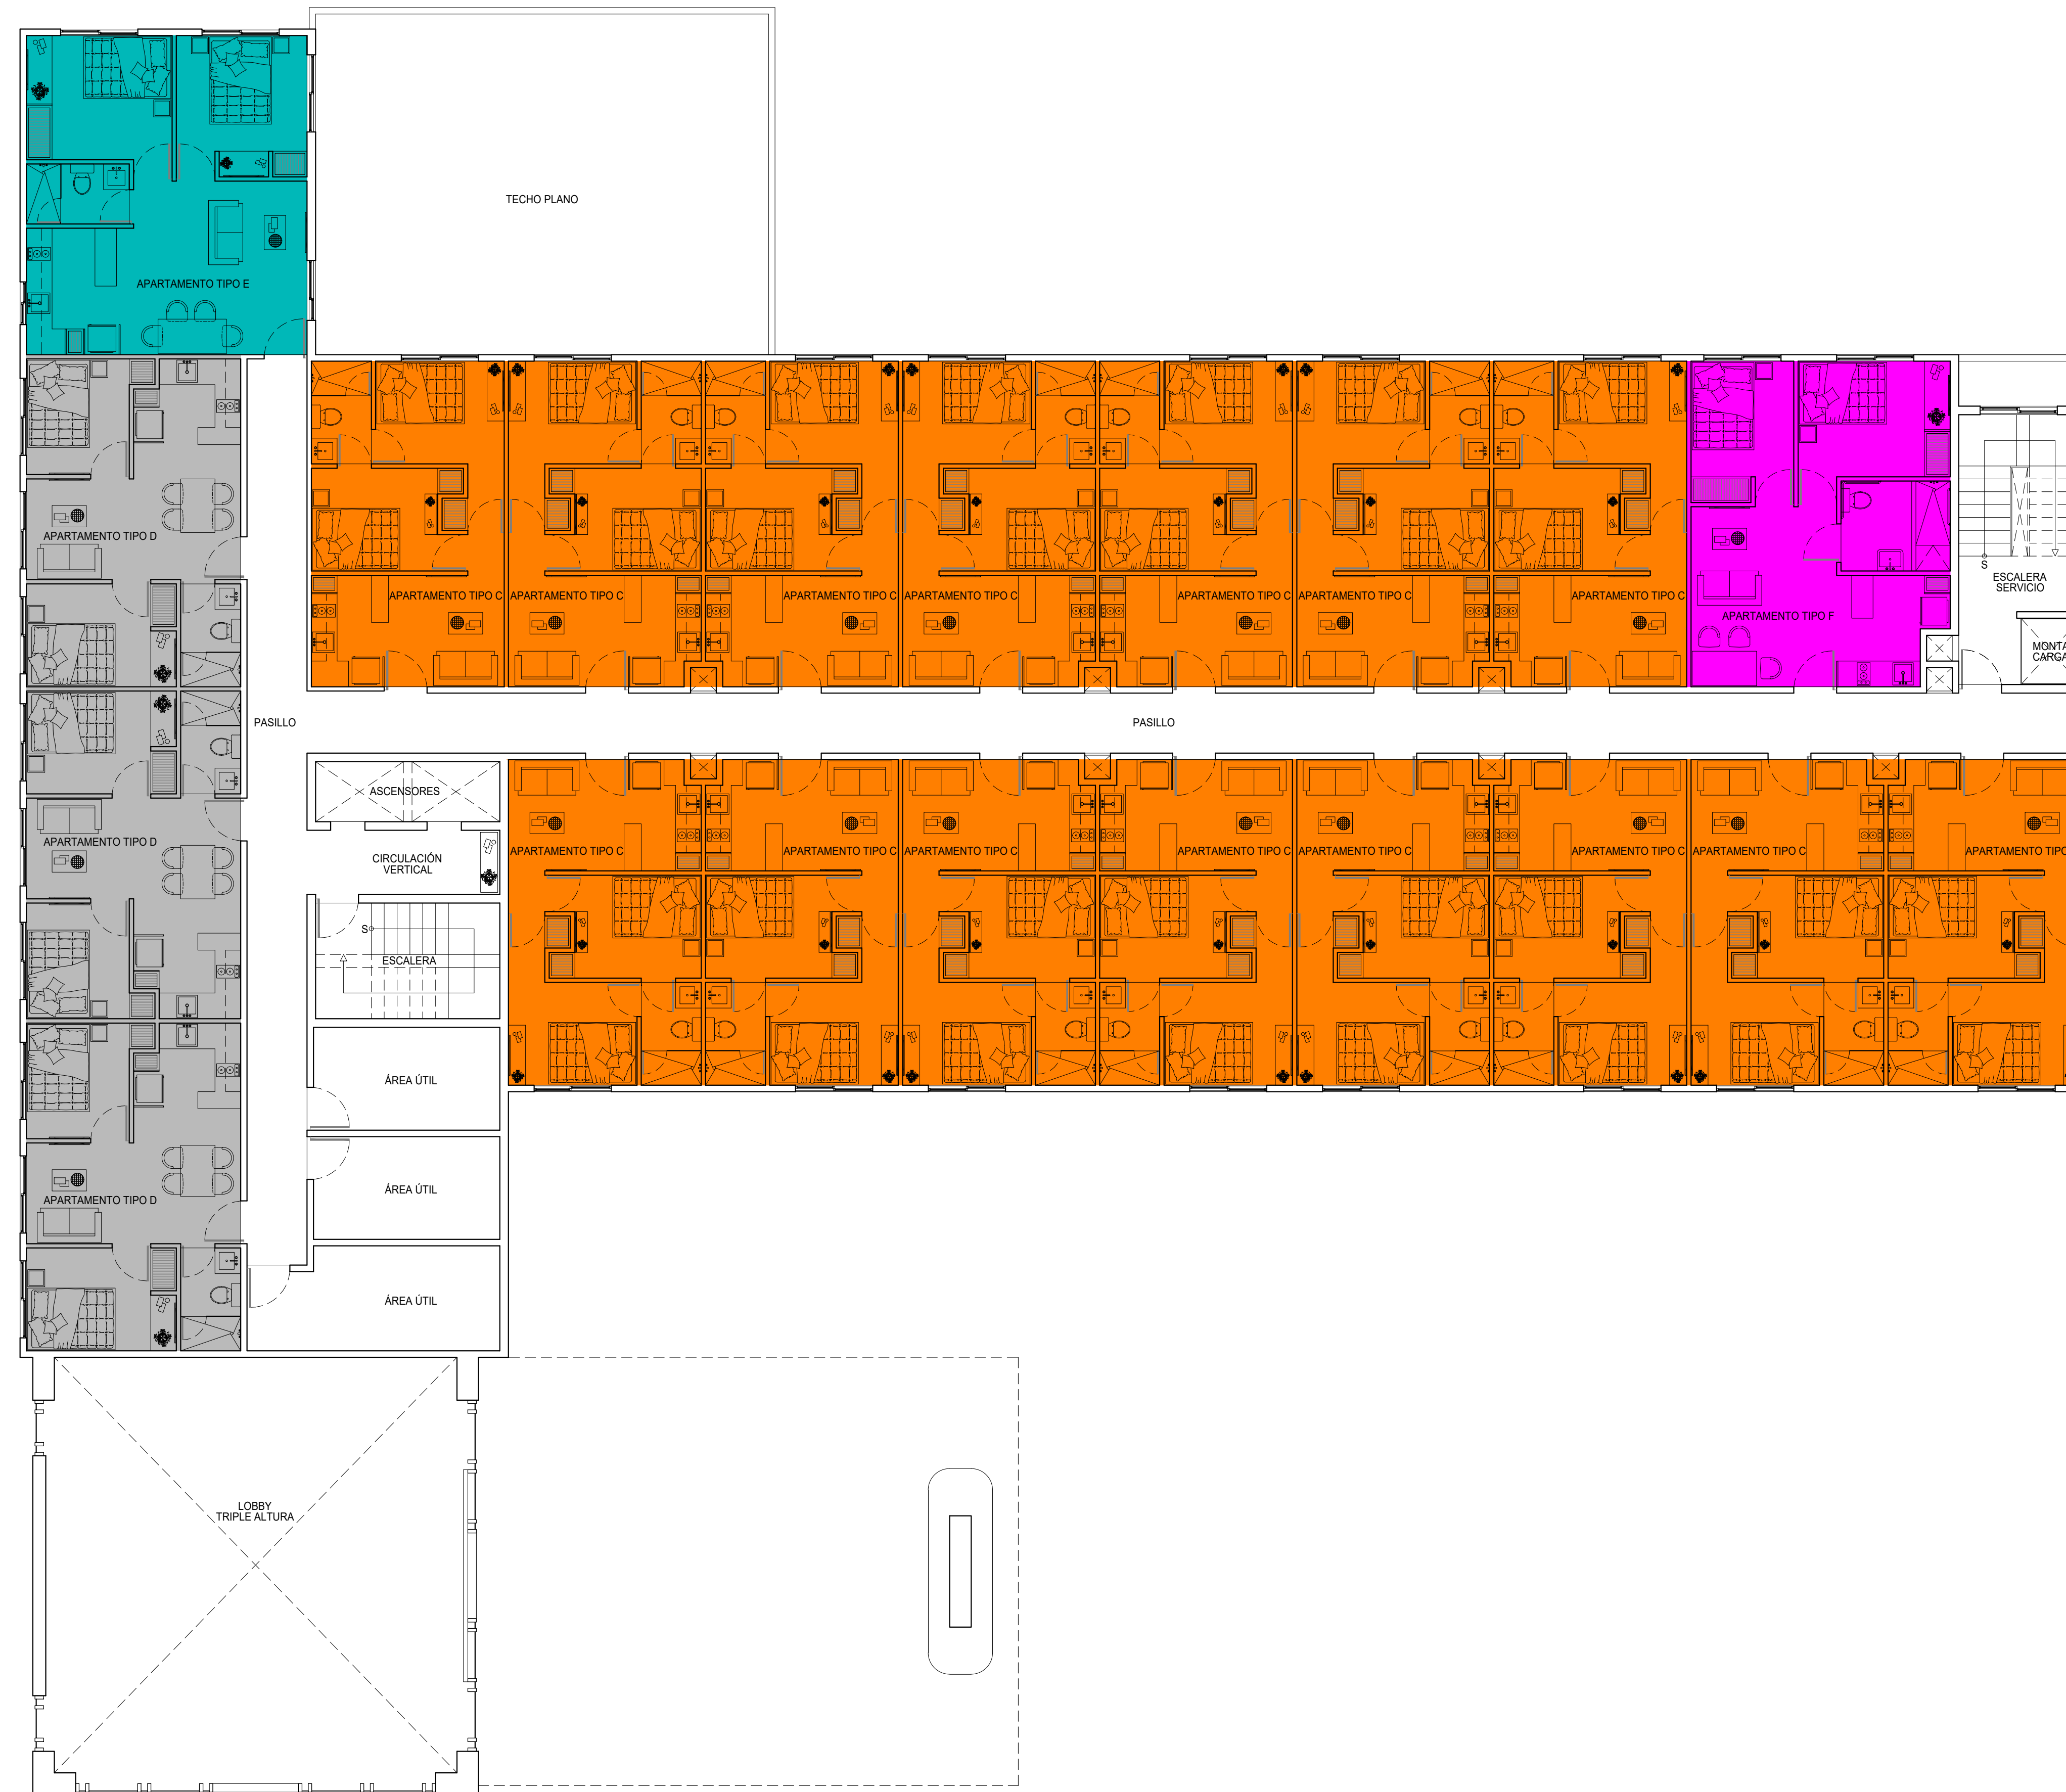 TECHO PLANO
APARTAMENTO TIPO E
APARTAMENTO TIPO D
S
ESCALERA
SERVICIO
APARTAMENTO TIPO C
APARTAMENTO TIPO C
APARTAMENTO TIPO C
APARTAMENTO TIPO C
APARTAMENTO TIPO C
APARTAMENTO TIPO C
APARTAMENTO TIPO C
APARTAMENTO TIPO F
MONTA
CARGA
PASILLO
PASILLO
ASCENSORES
APARTAMENTO TIPO D
CIRCULACIÓN
VERTICAL
APARTAMENTO TIPO C
APARTAMENTO TIPO C
APARTAMENTO TIPO C
APARTAMENTO TIPO C
APARTAMENTO TIPO C
APARTAMENTO TIPO C
APARTAMENTO TIPO C
APARTAMENTO TIPO C
S
ESCALERA
ÁREA ÚTIL
ÁREA ÚTIL
APARTAMENTO TIPO D
ÁREA ÚTIL
LOBBY
TRIPLE ALTURA